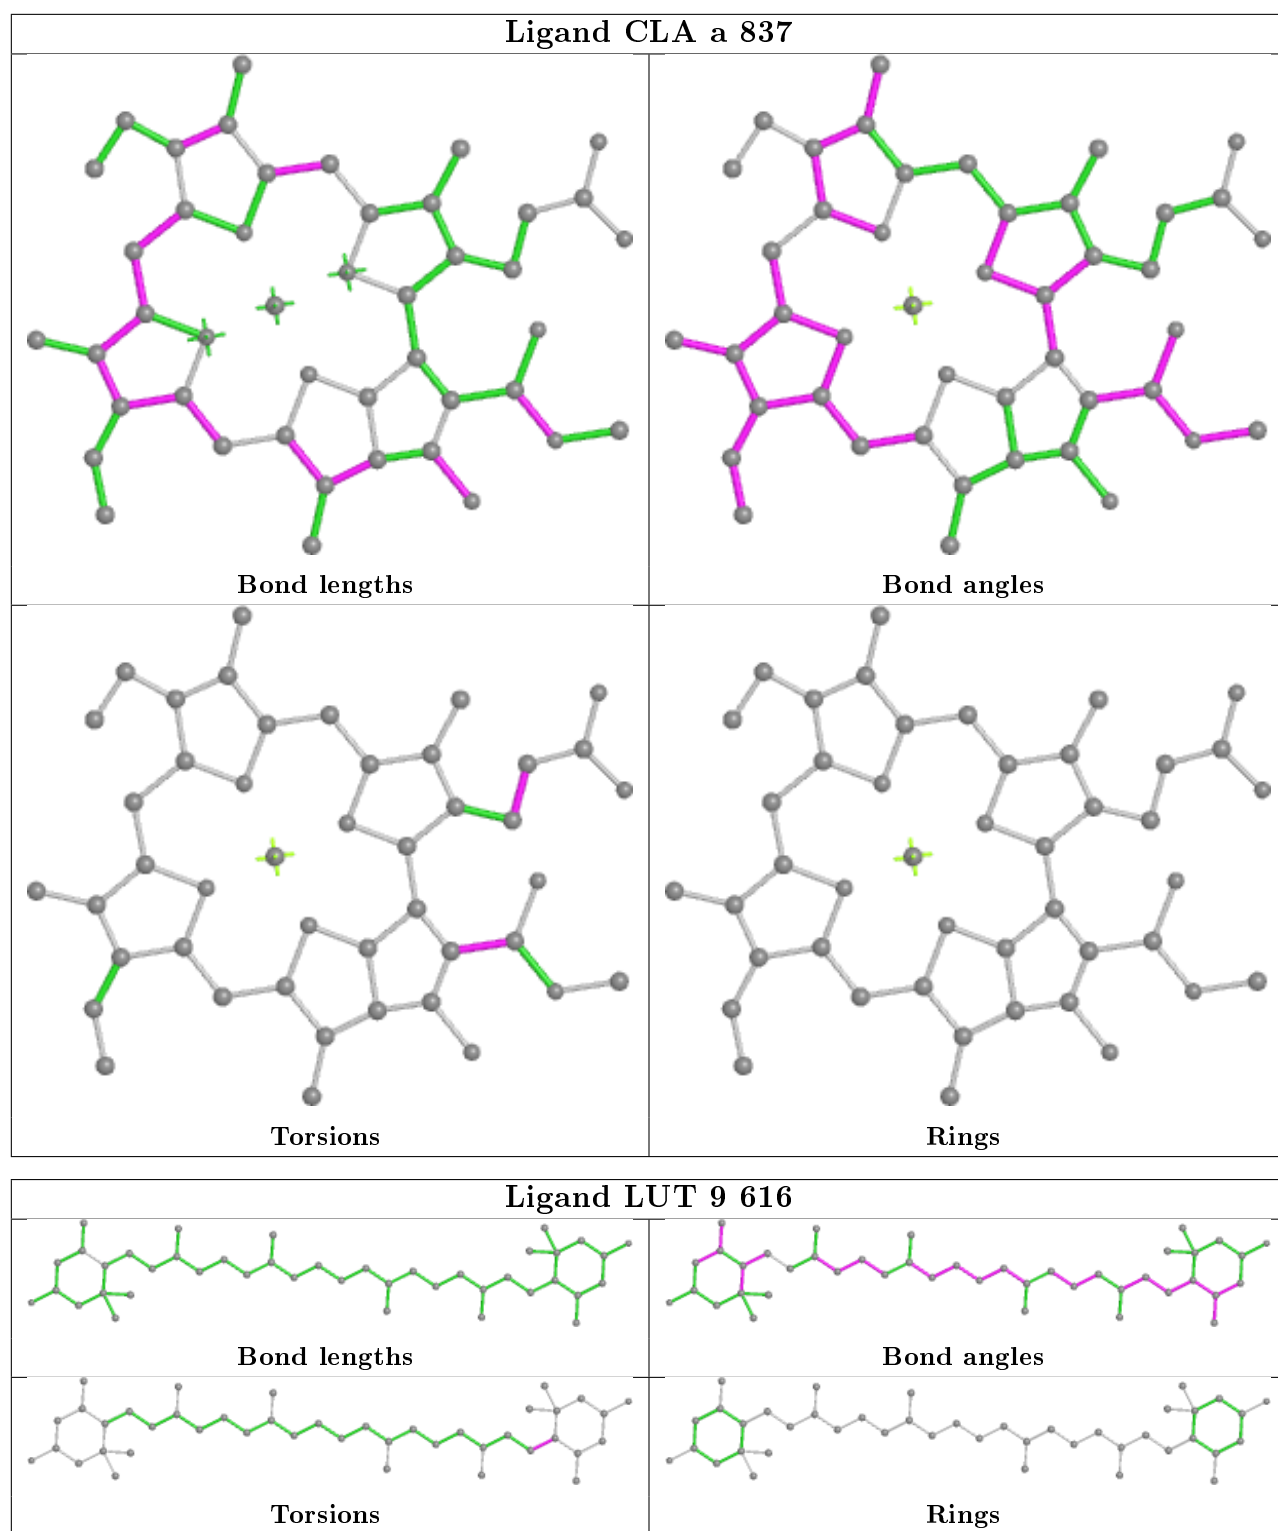 Ligand CLA a 837
Bond lengths
Bond angles
Torsions
Rings
Ligand LUT 9 616
Bond lengths
Bond angles
Torsions
Rings